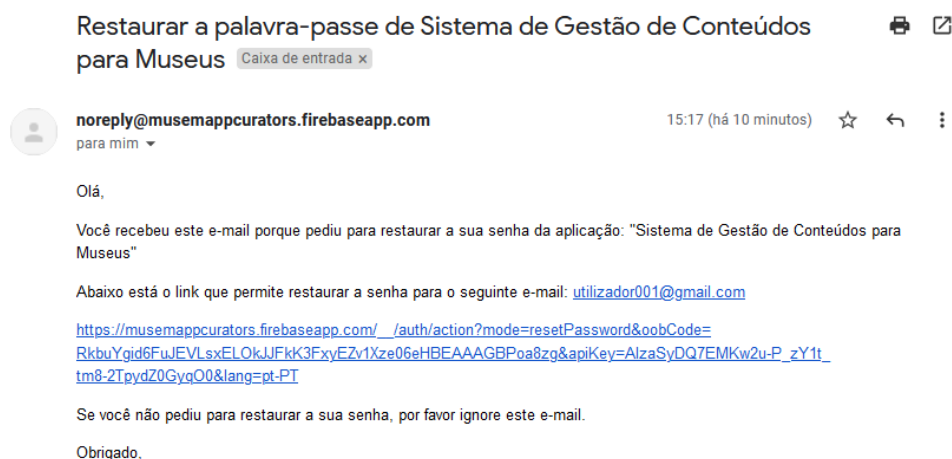 Restaurar a palavra-passe de Sistema de Gestão de Conteúdos
para Museus Caixa de entrada x
noreply@musemappcurators.firebaseapp.com 15:17 (há 10 minutos)
para mim
Olá,
Você recebeu este e-mail porque pediu para restaurar a sua senha da aplicação: "Sistema de Gestão de Conteúdos para
Museus"
Abaixo está o link que permite restaurar a senha para o seguinte e-mail: utilizador001@gmail.com
https://musemappcurators.firebaseapp.com/__/auth/action?mode=resetPassword&oobCode=
RkbuYgid6FuJEVLsxELOkJJFkK3FxyEZv1Xze06eHBEAAAGBPoa8zg&apiKey=AIzaSyDQ7EMKw2u-P_zY1t_
tm8-2TpydZ0GyqO0&lang=pt-PT
Se você não pediu para restaurar a sua senha, por favor ignore este e-mail.
Obrigado,